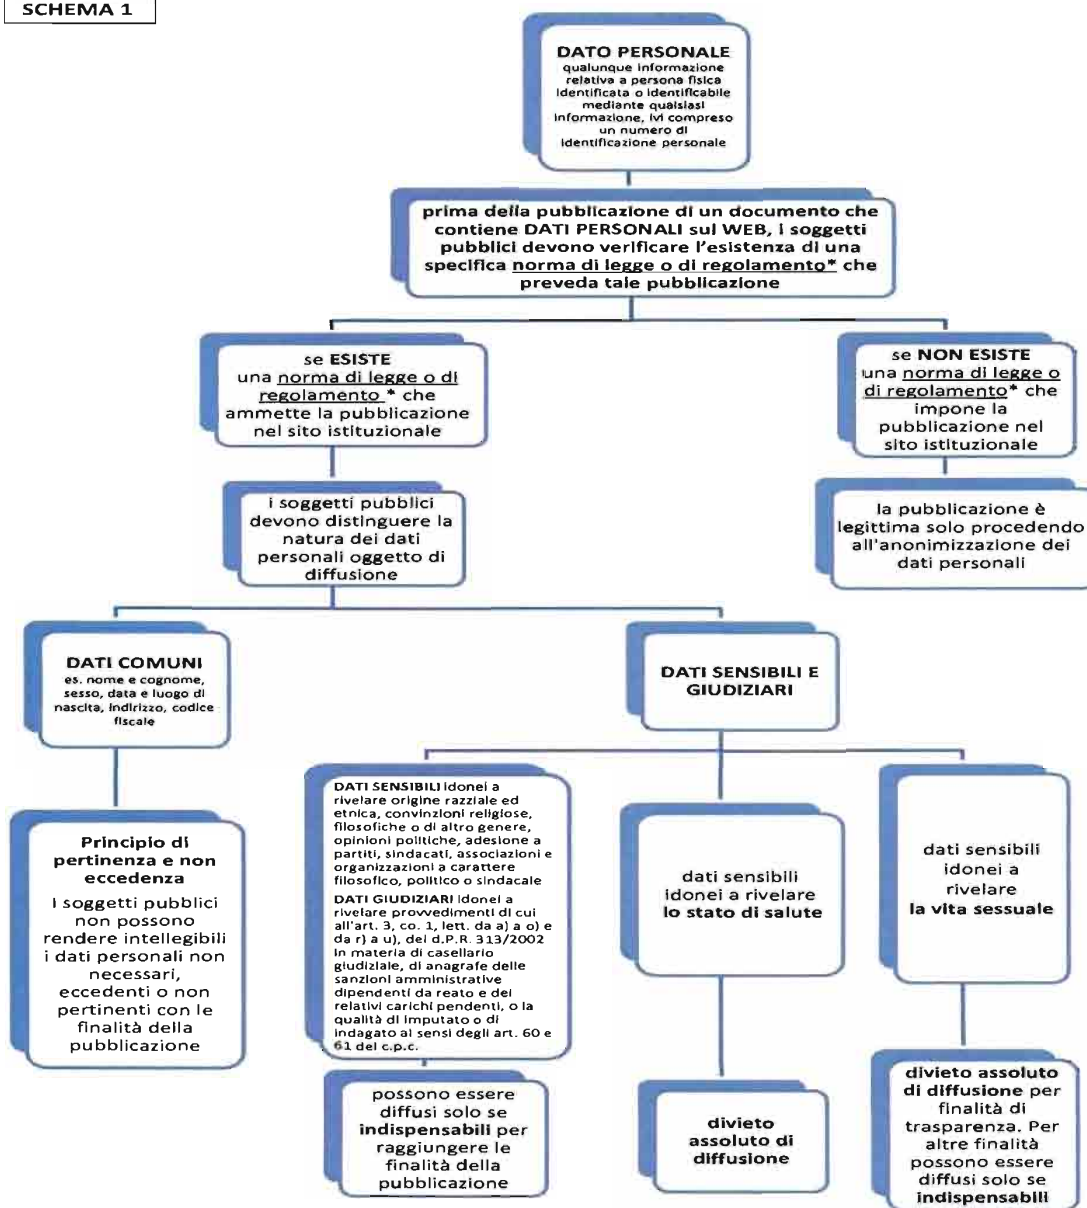 SCHEMA 1
DATO PERSONALE
qualunque informazione
relativa a persona fisica
identificata o identificabile
mediante qualsiasi
informazione, ivi compreso
un numero di
identificazione personale
prima della pubblicazione di un documento che
contiene DATI PERSONALI sul WEB, i soggetti
pubblici devono verificare l'esistenza di una
specifica norma di legge o di regolamento* che
preveda tale pubblicazione
se ESISTE
una norma di legge o di
regolamento * che
ammette la pubblicazione
nel sito istituzionale
se NON ESISTE
una norma di legge o
di regolamento* che
impone la
pubblicazione nel
sito istituzionale
i soggetti pubblici
devono distinguere la
natura dei dati
personali oggetto di
diffusione
la pubblicazione è
legittima solo procedendo
all'anonimizzazione dei
dati personali
DATI COMUNI
es. nome e cognome,
sesso, data e luogo di
nascita, indirizzo, codice
fiscale
DATI SENSIBILI E
GIUDIZIARI
Principio di
pertinenza e non
eccedenza
I soggetti pubblici
non possono
rendere intellegibili
i dati personali non
necessari,
eccedenti o non
pertinenti con le
finalità della
pubblicazione
DATI SENSIBILI idonei a
rivelare origine razziale ed
etnica, convinzioni religiose,
filosofiche o di altro genere,
opinioni politiche, adesione a
partiti, sindacati, associazioni e
organizzazioni a carattere
filosofico, politico o sindacale
DATI GIUDIZIARI idonei a
rivelare provvedimenti di cui
all'art. 3, co. 1, lett. da a) a o) e
da r) a u), del d.P.R. 313/2002
in materia di casellario
giudiziale, di anagrafe delle
sanzioni amministrative
dipendenti da reato e dei
relativi carichi pendenti, o la
qualità di imputato o di
indagato ai sensi degli art. 60 e
61 del c.p.c.
dati sensibili
idonei a rivelare
lo stato di salute
dati sensibili
idonei a
rivelare
la vita sessuale
possono essere
diffusi solo se
indispensabili per
raggiungere le
finalità della
pubblicazione
divieto
assoluto di
diffusione
divieto assoluto
di diffusione per
finalità di
trasparenza. Per
altre finalità
possono essere
diffusi solo se
indispensabili